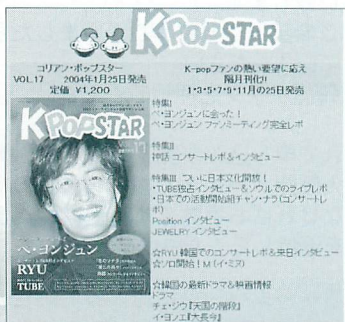 KPOPSTAR
コリアン・ポップスター
VOL.17 2004年1月25日発売
定価 ¥1,200
K-popファンの熱い要望に応え
隔月刊化!!
1・3・5・7・9・11月の25日発売
KPOPSTAR
17
ペ・ヨンジュン
RYU
TUBE
特集I
ペ・ヨンジュンに会った!
ペ・ヨンジュン ファンミーティング完全レポ
特集II
神話 コンサートレポ&インタビュー
特集III ついに日本文化開放!
・TUBE独占インタビュー&ソウルでのライブレポ
・日本での活動開始組チャン・ナラ(コンサートレ
ポ)
Position インタビュー
JEWELRY インタビュー
☆RYU 韓国でのコンサートレポ&来日インタビュー
☆ソロ開始!M(イ・ミヌ)
☆韓国の最新ドラマ&映画情報
ドラマ
チェ・ジウ『天国の階段』
イ・ヨンエ『大長今』